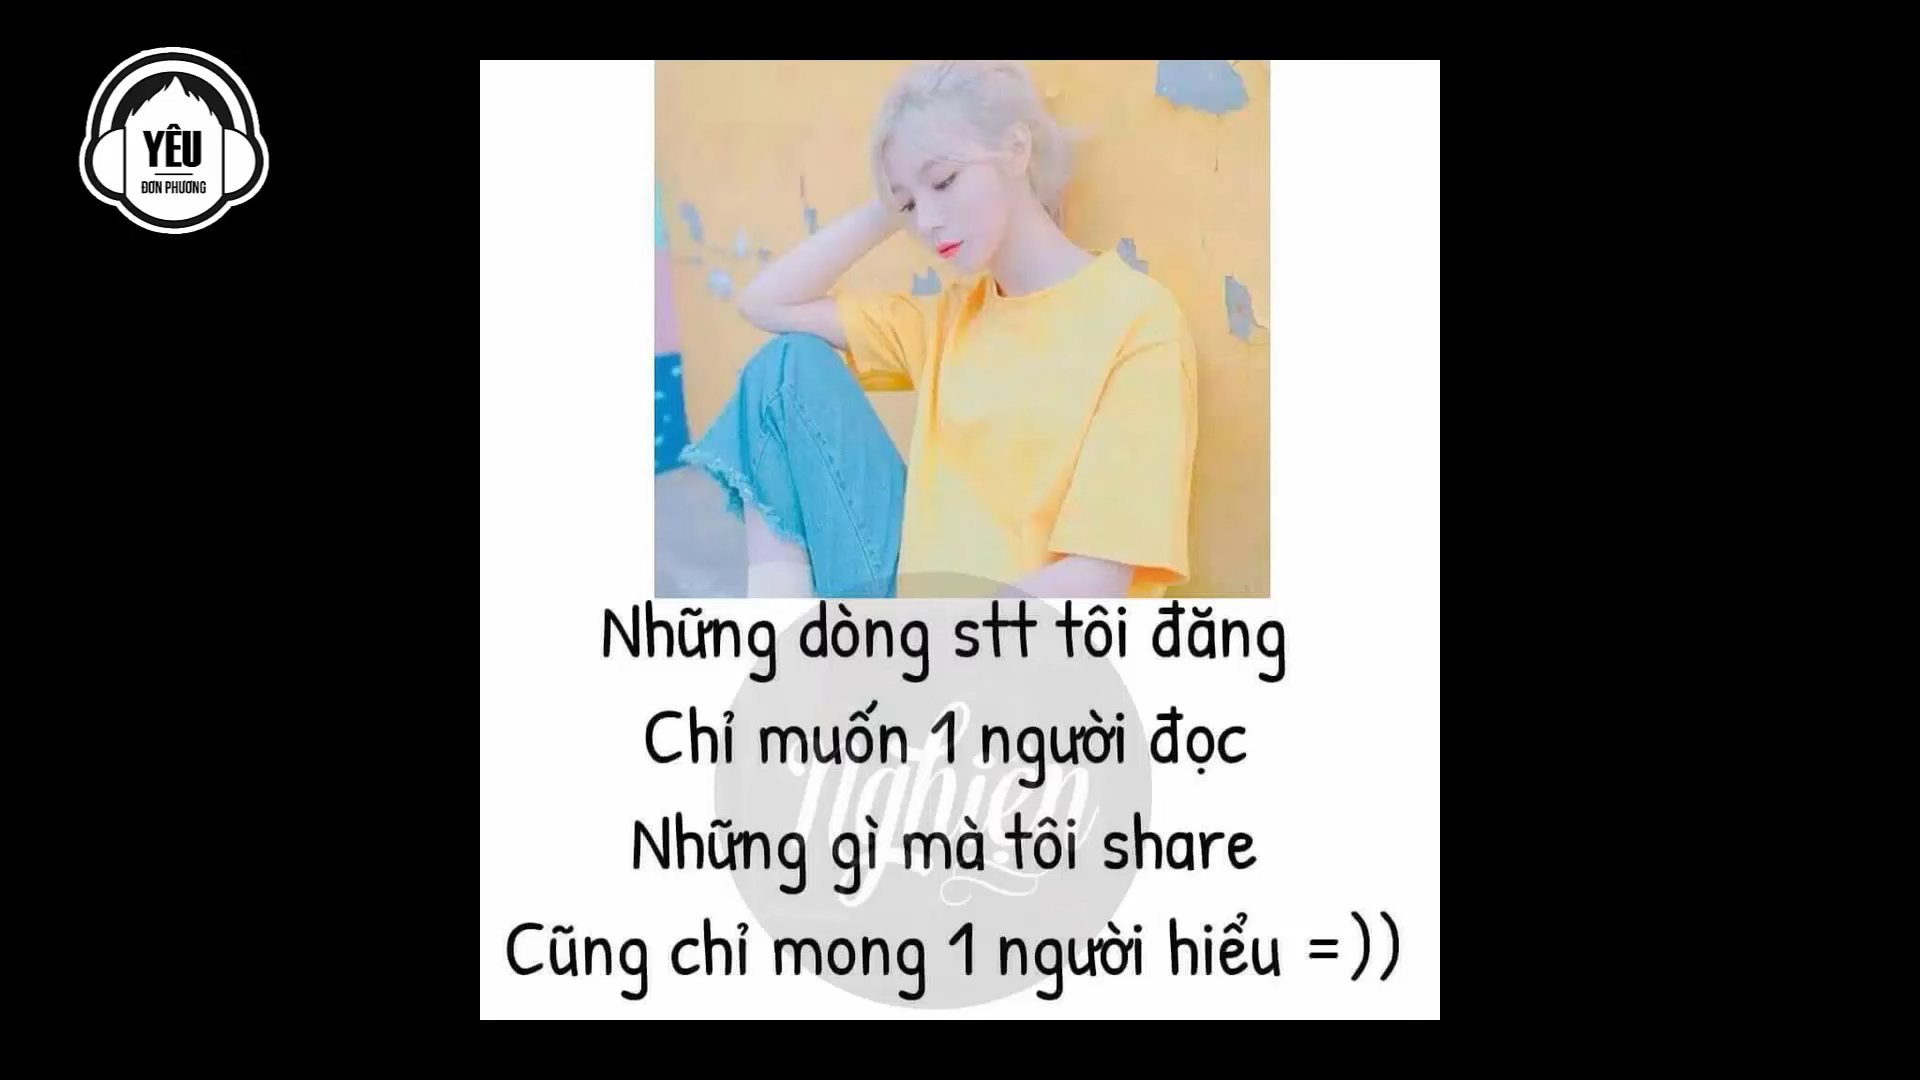 YÊU
ĐƠN PHƯƠNG
Những dòng stt tôi đăng
Chỉ muốn 1 người đọc
Nghiện
Những gì mà tôi share
Cũng chỉ mong 1 người hiểu =))